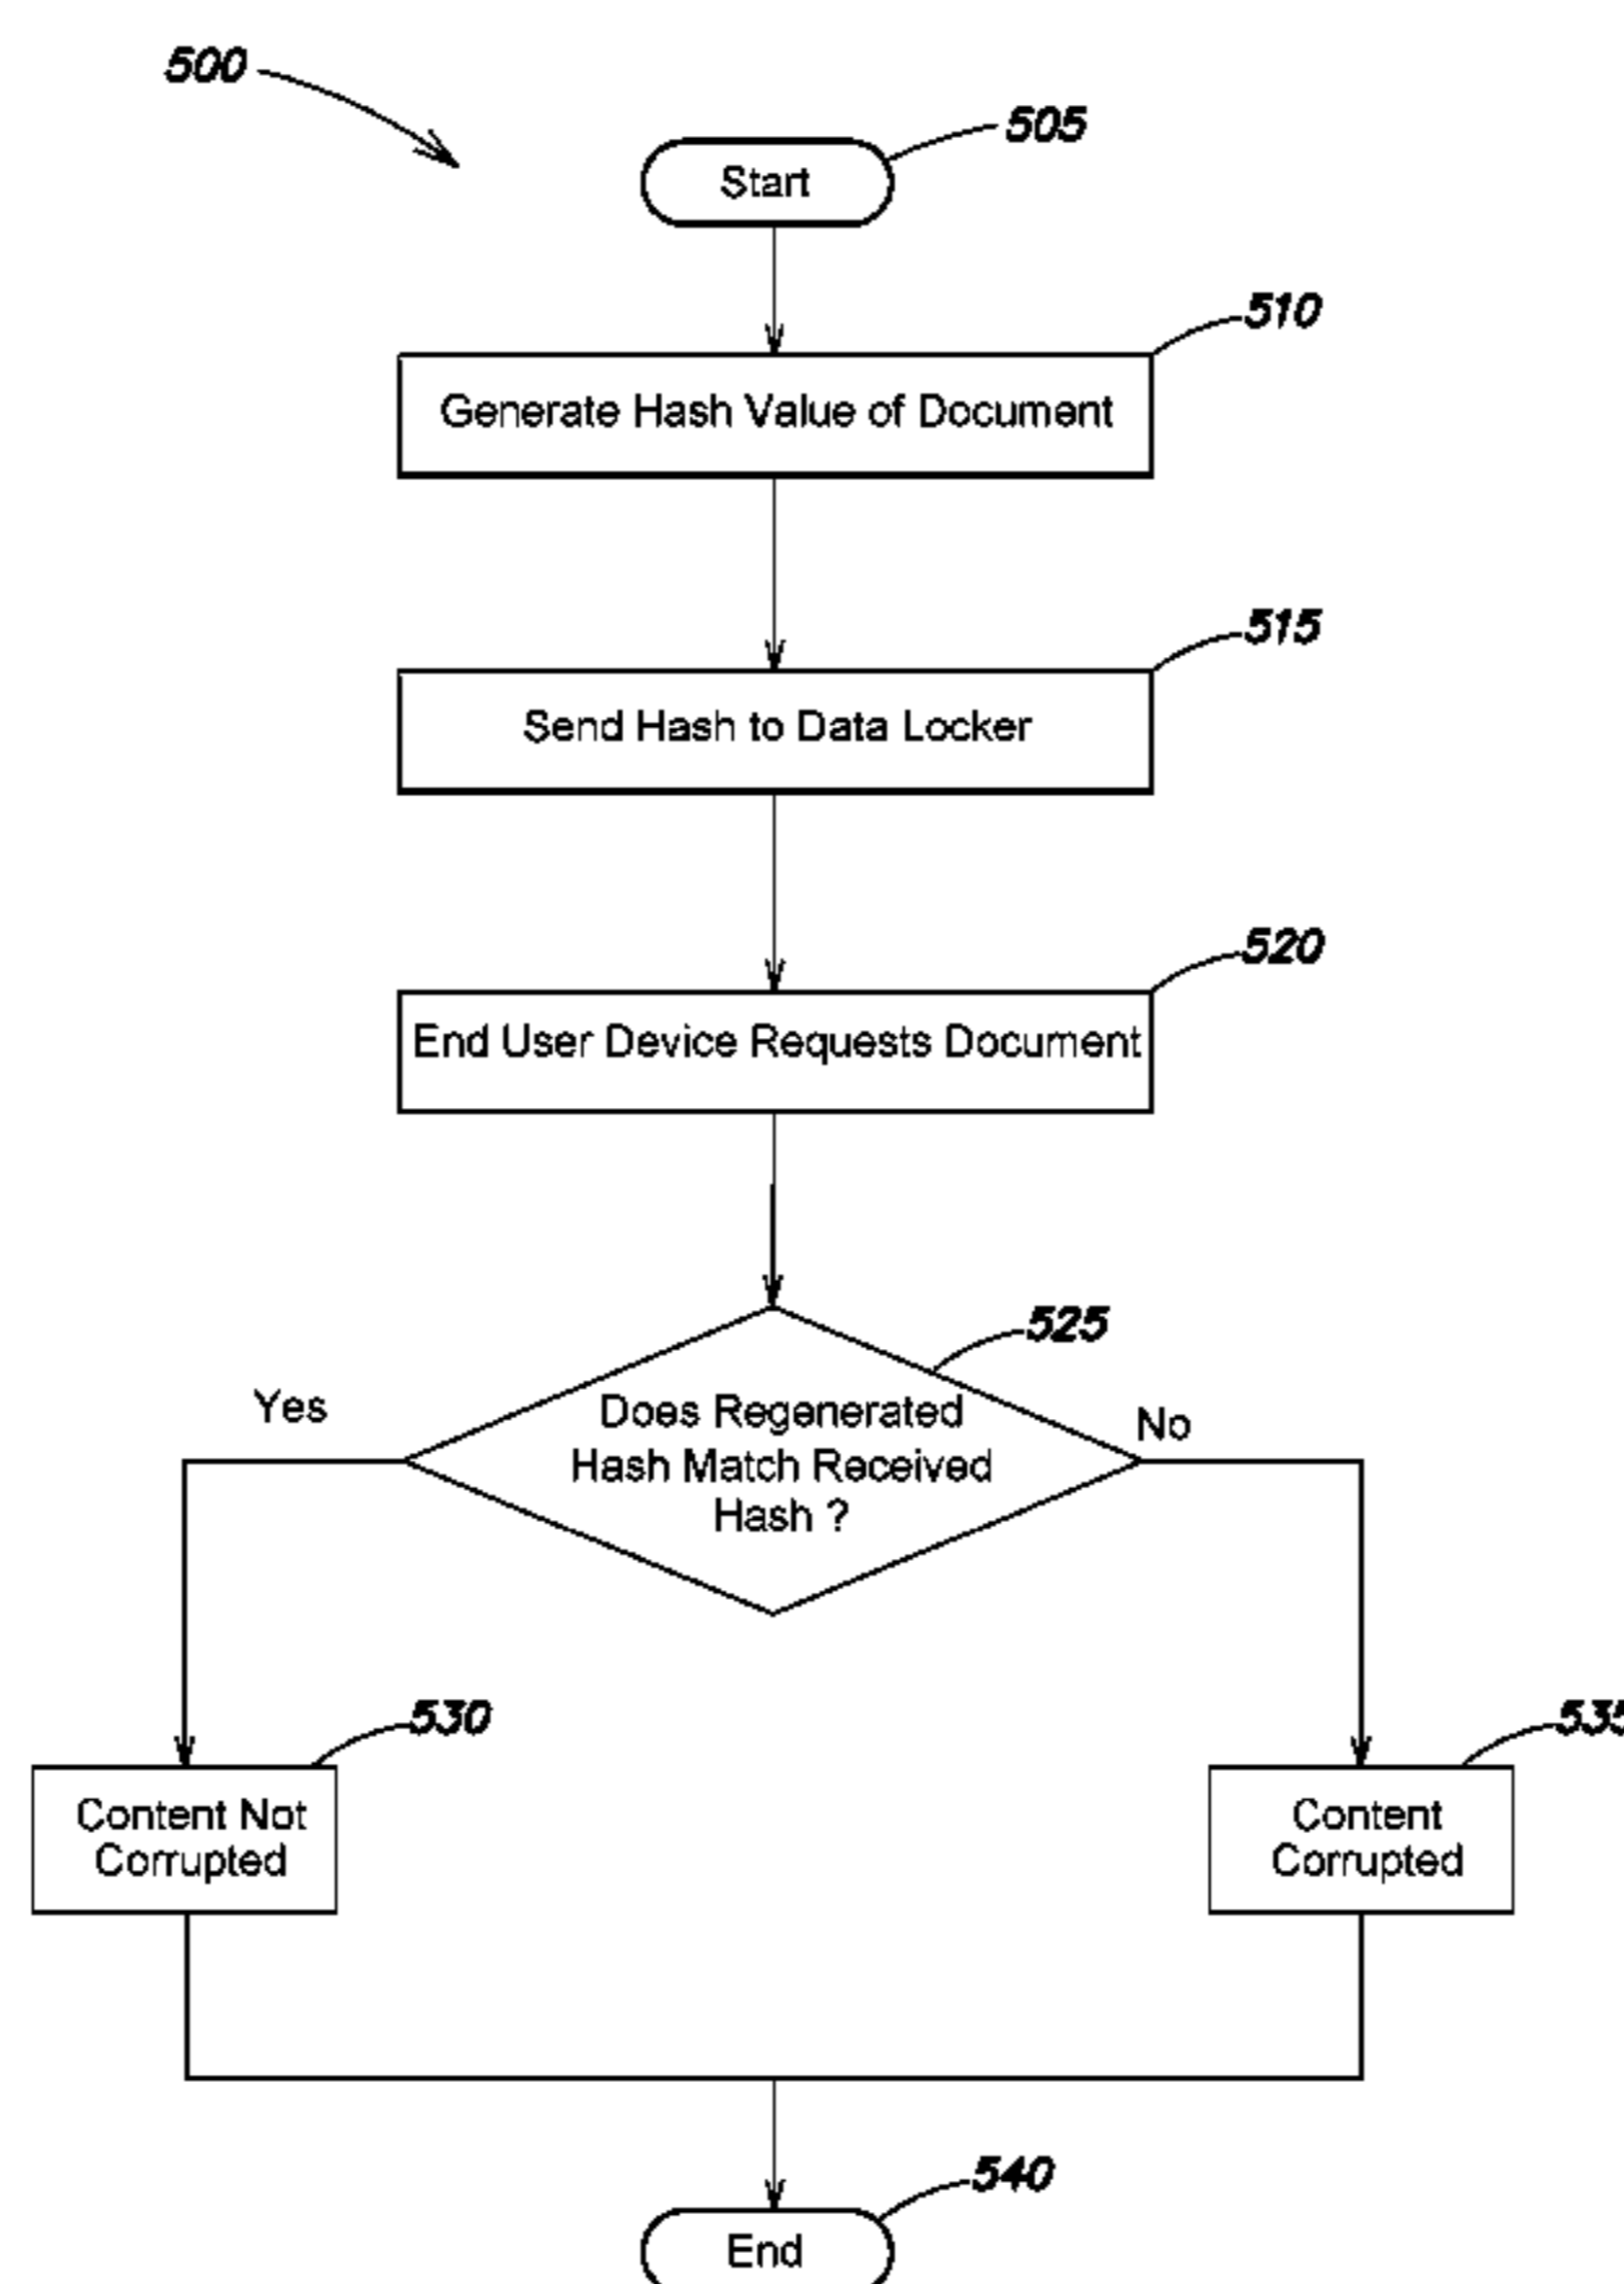 500
505
Start
510
Generate Hash Value of Document
515
Send Hash to Data Locker
520
End User Device Requests Document
525
Yes
Does Regenerated
Hash Match Received
Hash ?
No
530
535
Content Not
Corrupted
Content
Corrupted
540
End